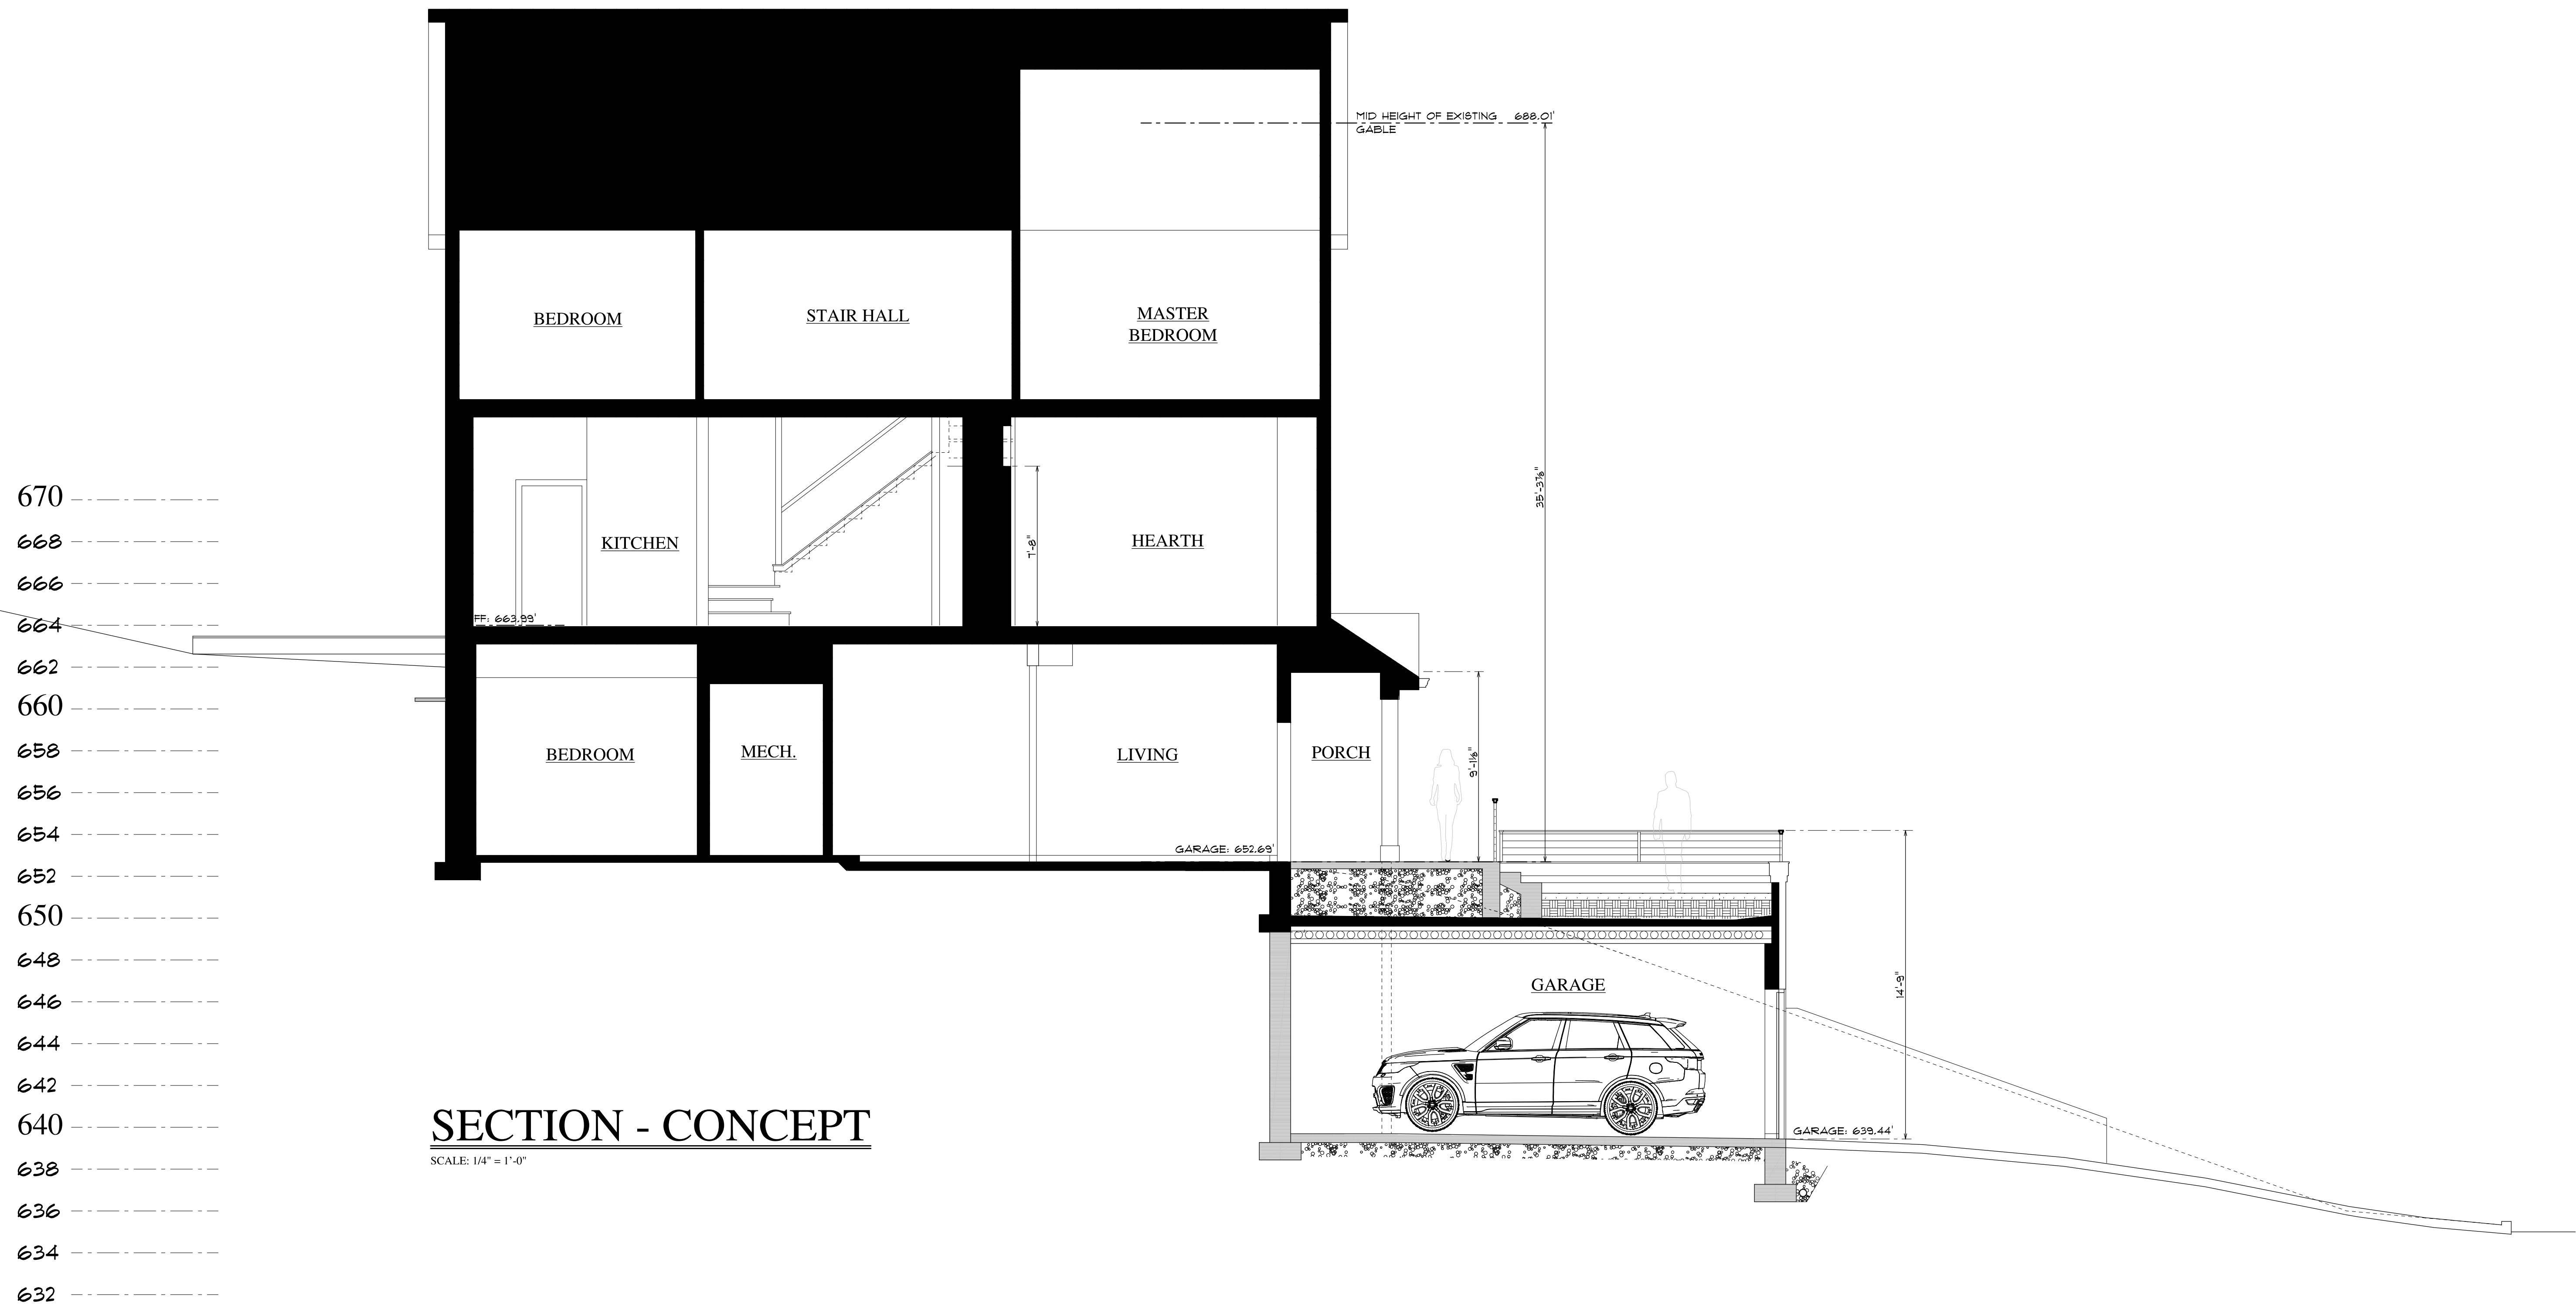 MID HEIGHT OF EXISTING 688.01'
GABLE
BEDROOM
STAIR HALL
MASTER
BEDROOM
35'-3⅞"
670
668
666
664
662
660
658
656
654
652
650
648
646
644
642
640
638
636
634
632
KITCHEN
7'-8"
HEARTH
FF: 663.99'
BEDROOM
MECH.
LIVING
PORCH
9'-1⅛"
GARAGE: 652.69'
GARAGE
14'-9"
GARAGE: 639.44'
SECTION - CONCEPT
SCALE: 1/4" = 1'-0"